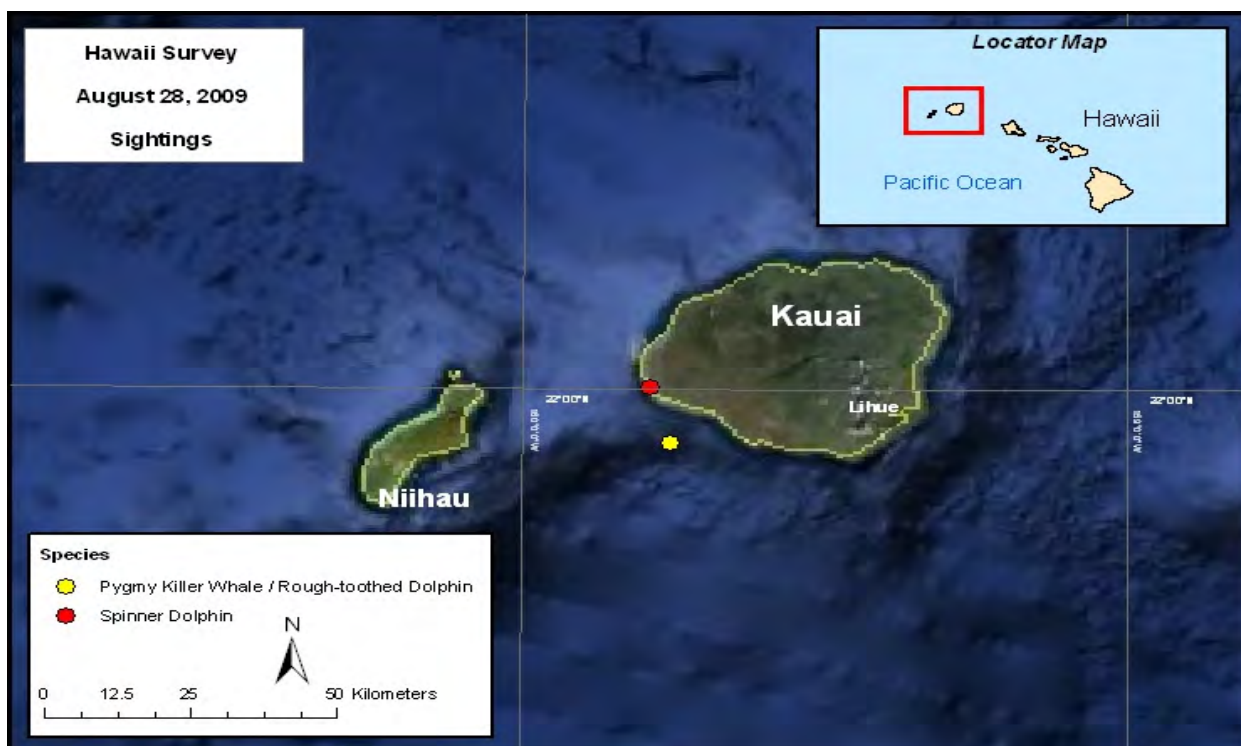 Hawaii Survey
August 28, 2009
Sightings
Locator Map
Hawaii
Pacific Ocean
Kauai
Lihue
Niihau
22°0'0"N
22°0'0"N
Species
Pygmy Killer Whale / Rough-toothed Dolphin
Spinner Dolphin
N
0 12.5 25 50 Kilometers